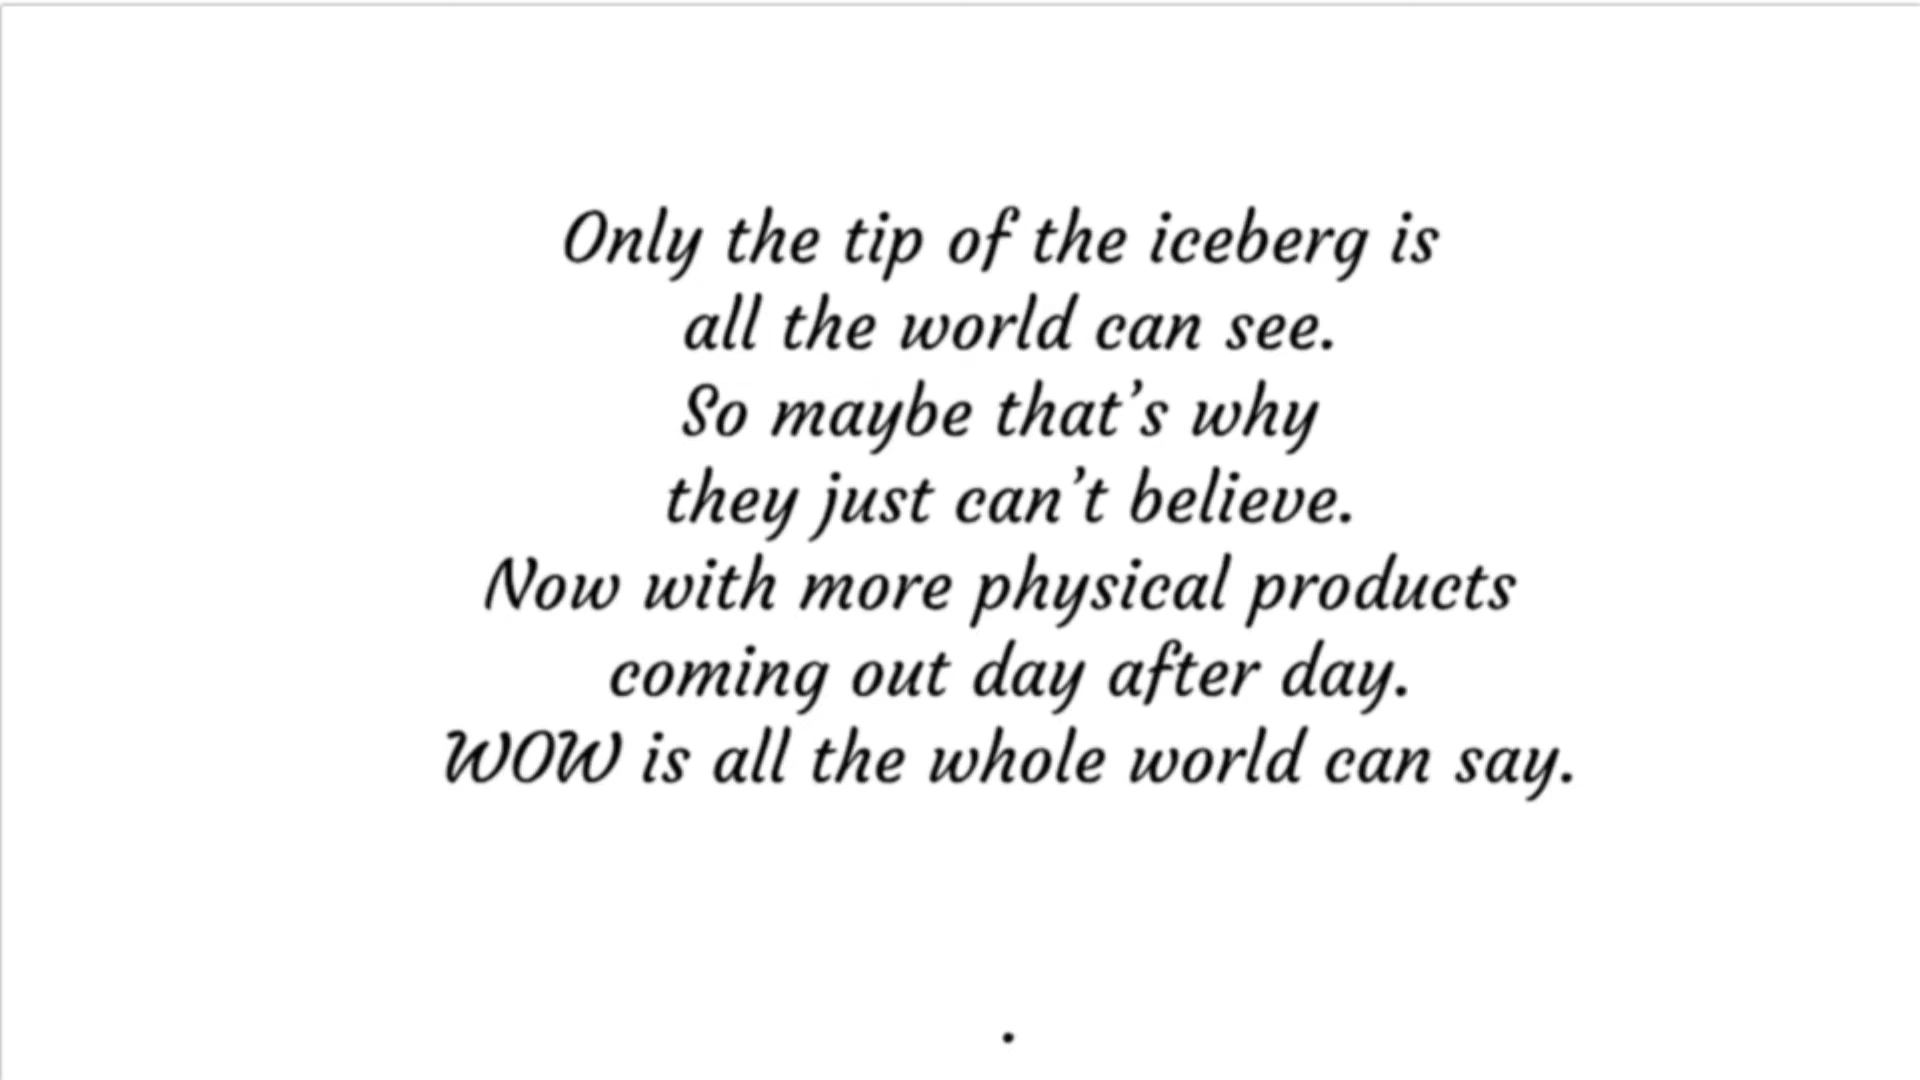 Only the tip of the iceberg is
all the world can see.
So maybe that’s why
they just can’t believe.
Now with more physical products
coming out day after day.
WOW is all the whole world can say.
.